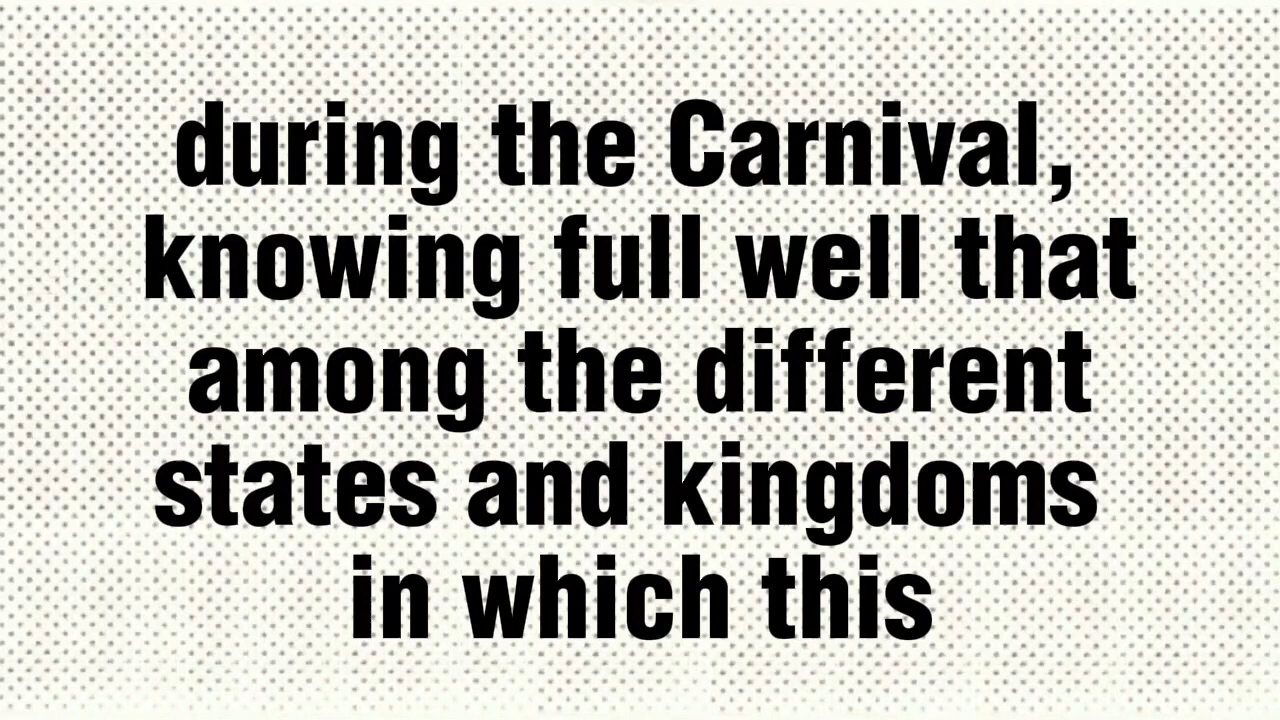 during the Carnival,
knowing full well that
among the different
states and kingdoms
in which this